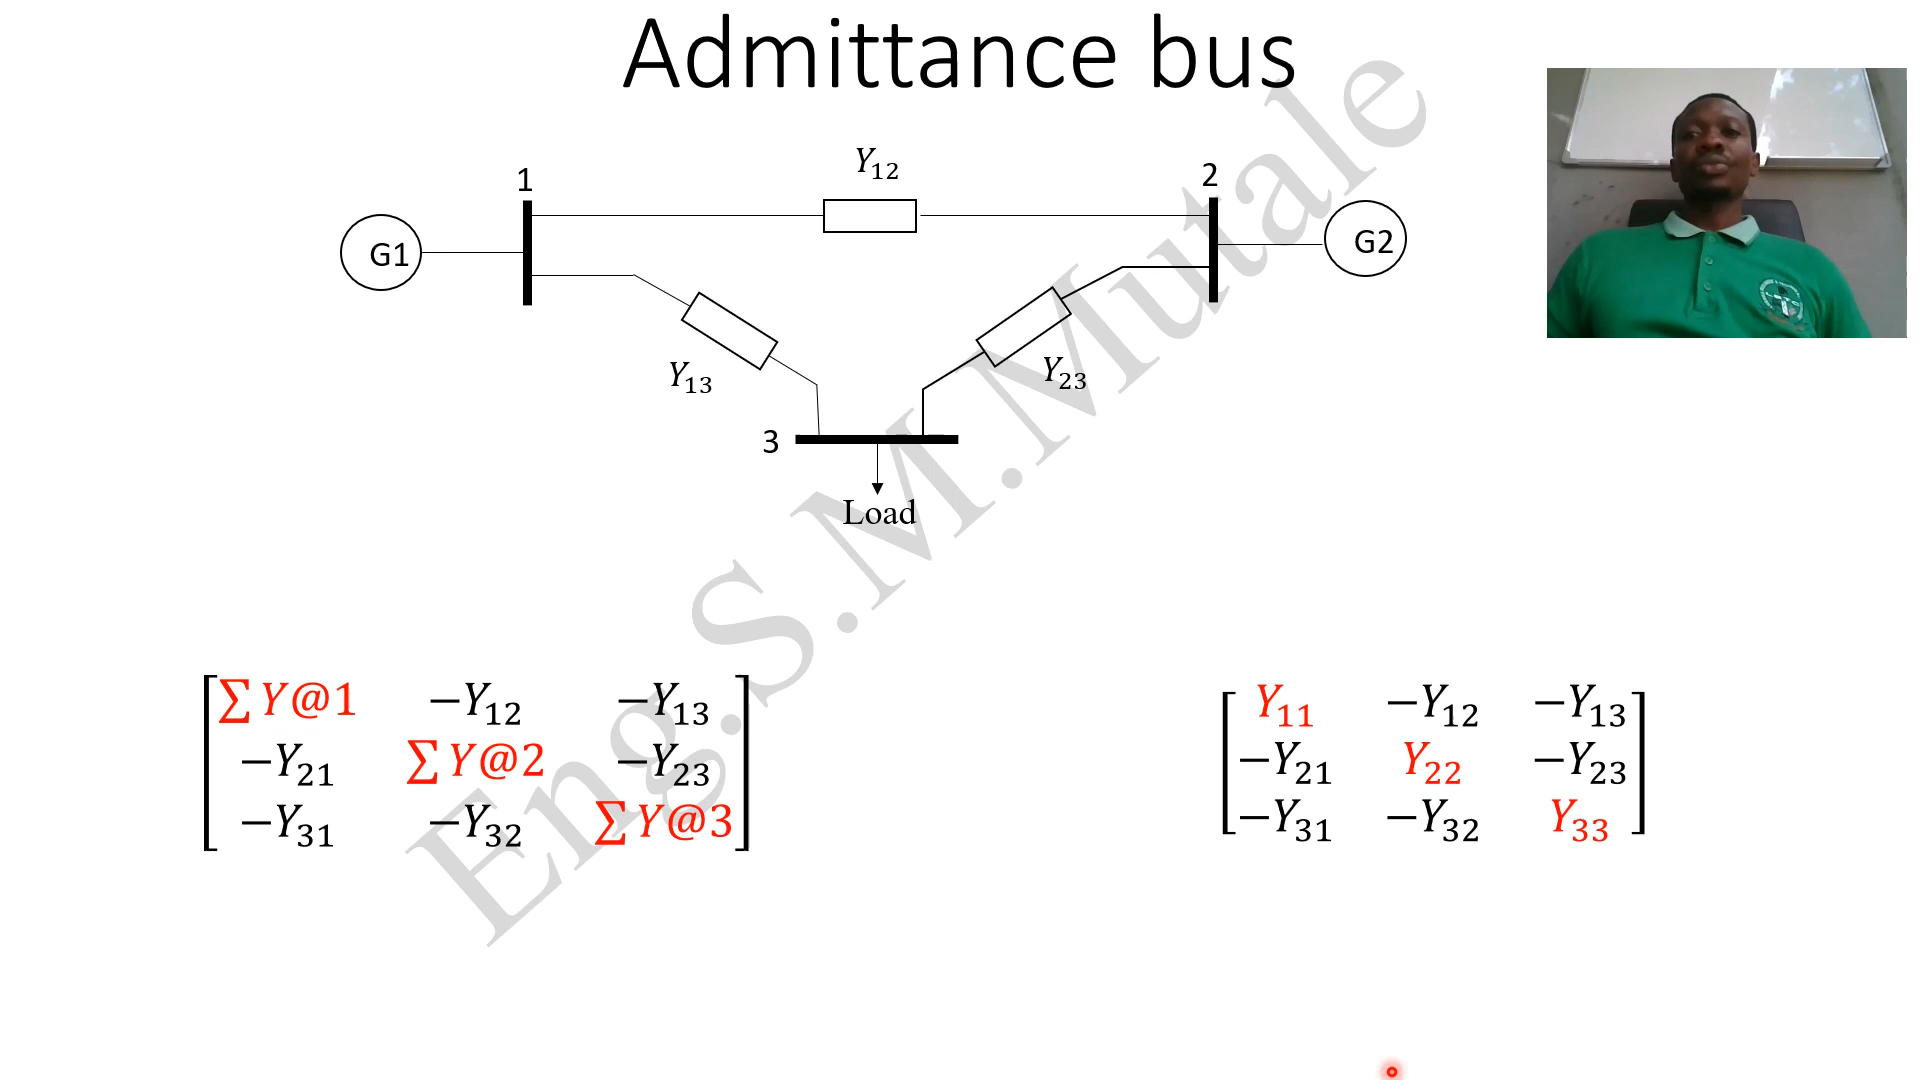 Admittance bus
Y12
1
2
G1
G2
Y13
Y23
3
Load
∑Y@1 −Y12 −Y13
−Y21 ∑Y@2 −Y23
−Y31 −Y32 ∑Y@3
Y11 −Y12 −Y13
−Y21 Y22 −Y23
−Y31 −Y32 Y33
Eng.S.M.Mutale